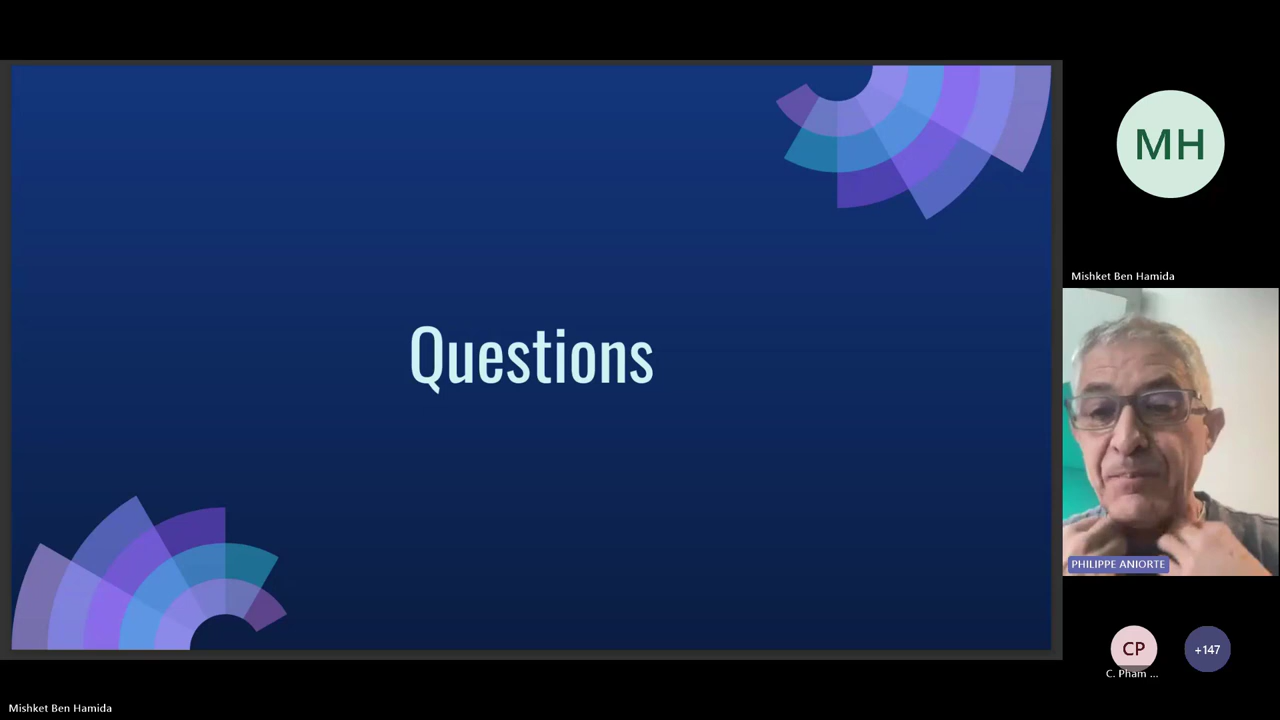 Questions
MH
Mishket Ben Hamida
PHILIPPE ANIORTE
CP
+147
C. Pham ...
Mishket Ben Hamida